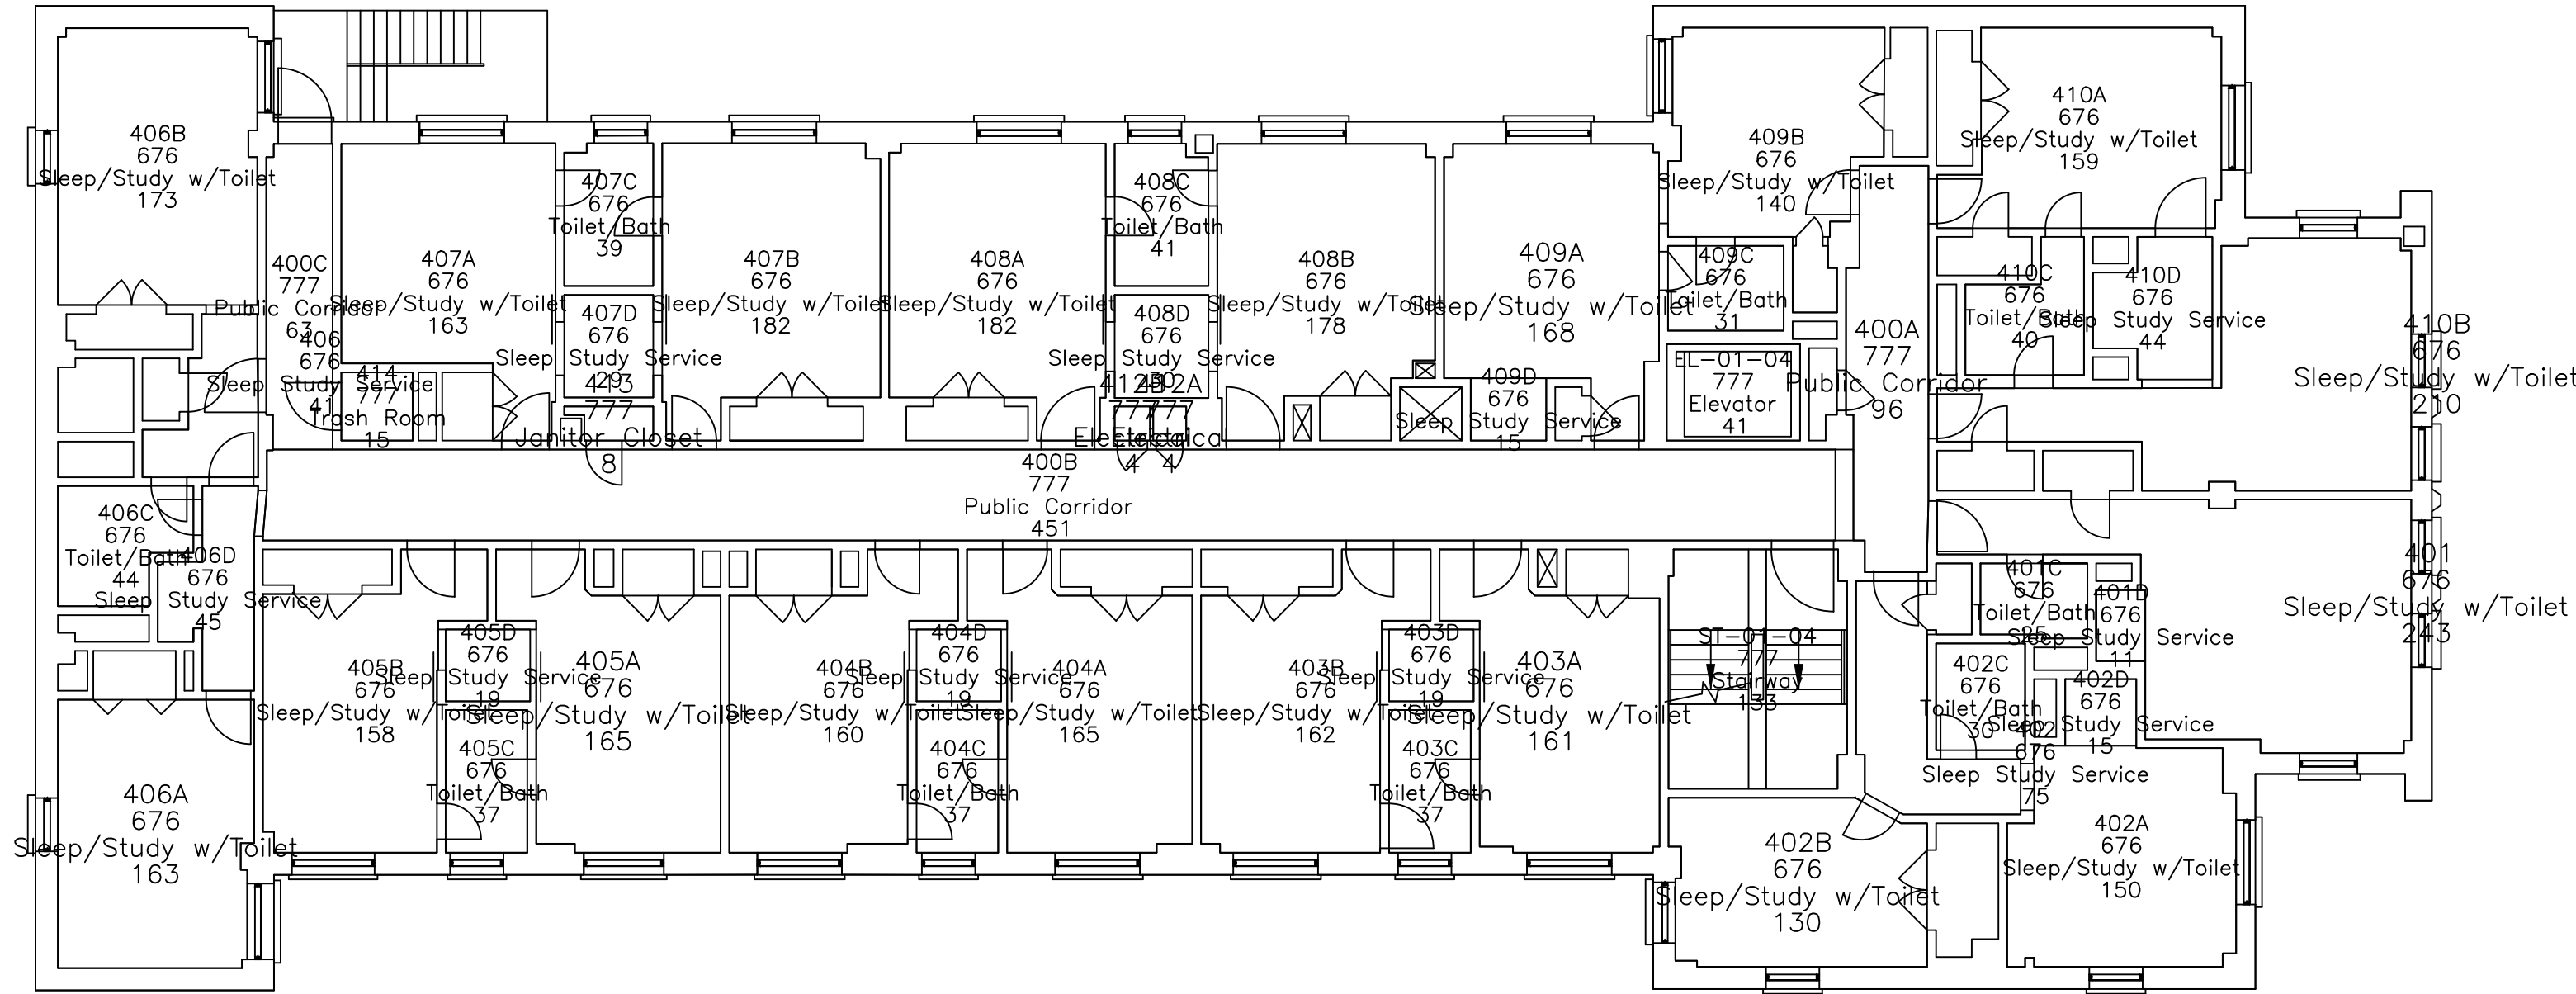 406B
676
Sleep/Study w/Toilet
173
400C
777
Public Corridor
63
406
676
Sleep Study Service
41
407A
676
Sleep/Study w/Toilet
163
414
777
Trash Room
15
407C
676
Toilet/Bath
39
407D
676
Sleep Study Service
29
413
777
Janitor Closet
8
407B
676
Sleep/Study w/Toilet
182
408A
676
Sleep/Study w/Toilet
182
408C
676
Toilet/Bath
41
408D
676
Sleep Study Service
30
412B
777
Electrical
4
412A
777
Electrical
4
408B
676
Sleep/Study w/Toilet
178
409A
676
Sleep/Study w/Toilet
168
409D
676
Sleep Study Service
15
409B
676
Sleep/Study w/Toilet
140
409C
676
Toilet/Bath
31
EL-01-04
777
Elevator
41
400A
777
Public Corridor
96
410A
676
Sleep/Study w/Toilet
159
410C
676
Toilet/Bath
40
410D
676
Sleep Study Service
44
410B
676
Sleep/Study w/Toilet
210
400B
777
Public Corridor
451
406C
676
Toilet/Bath
44
406D
676
Sleep Study Service
45
406A
676
Sleep/Study w/Toilet
163
405B
676
Sleep/Study w/Toilet
158
405D
676
Sleep Study Service
19
405C
676
Toilet/Bath
37
405A
676
Sleep/Study w/Toilet
165
404B
676
Sleep/Study w/Toilet
160
404D
676
Sleep Study Service
19
404C
676
Toilet/Bath
37
404A
676
Sleep/Study w/Toilet
165
403B
676
Sleep/Study w/Toilet
162
403D
676
Sleep Study Service
19
403C
676
Toilet/Bath
37
403A
676
Sleep/Study w/Toilet
161
ST-01-04
777
Stairway
133
401C
676
Toilet/Bath
25
401D
676
Sleep Study Service
11
401
676
Sleep/Study w/Toilet
243
402C
676
Toilet/Bath
30
402D
676
Sleep Study Service
15
402
676
Sleep Study Service
75
402B
676
Sleep/Study w/Toilet
130
402A
676
Sleep/Study w/Toilet
150